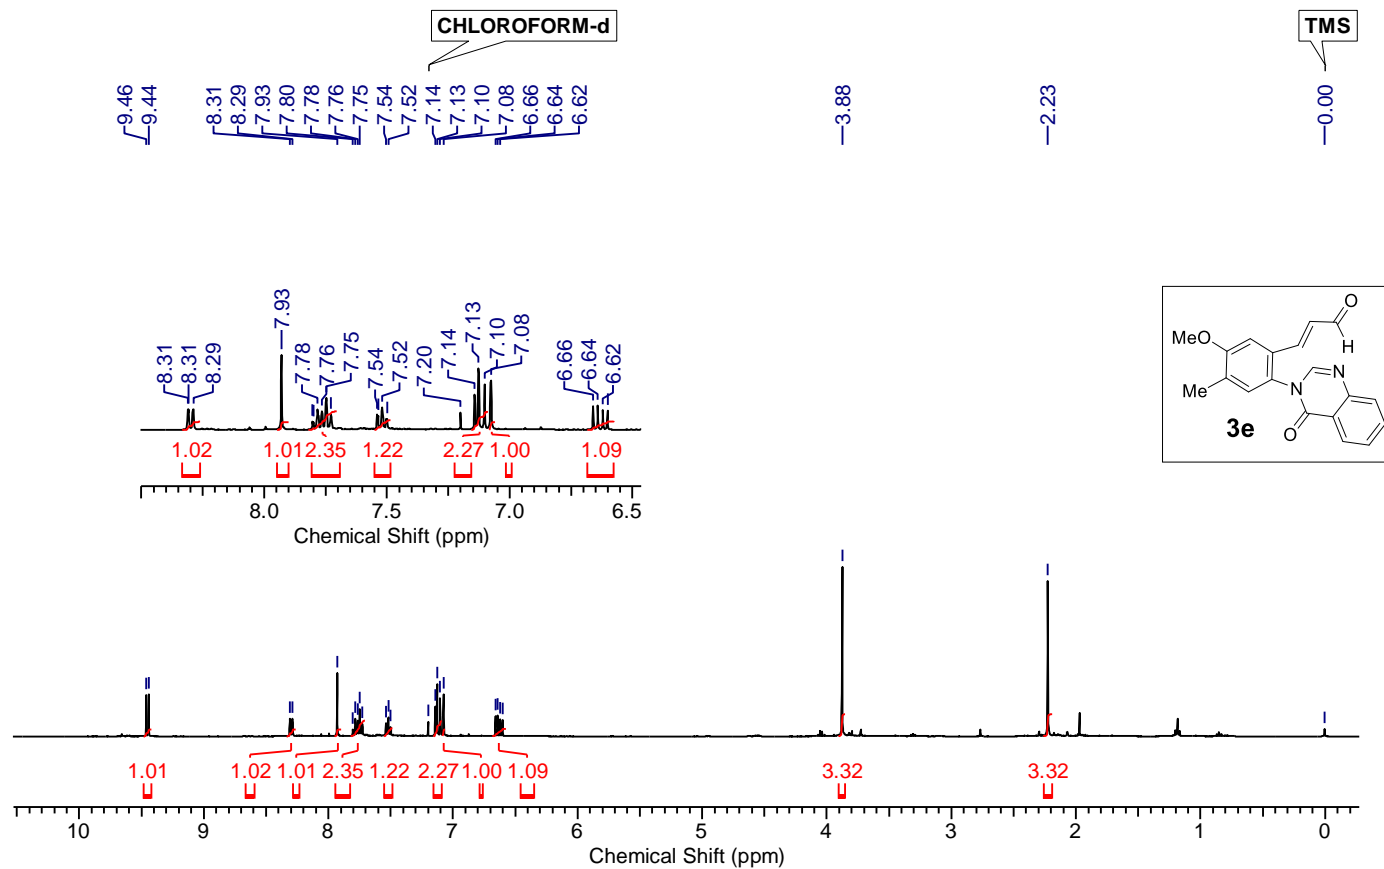 CHLOROFORM-d
TMS
9.46
9.44
8.31
8.29
7.93
7.80
7.78
7.76
7.75
7.54
7.52
7.14
7.13
7.10
7.08
6.66
6.64
6.62
3.88
2.23
0.00
8.31
8.31
8.29
7.93
7.78
7.76
7.75
7.54
7.52
7.20
7.14
7.13
7.10
7.08
6.66
6.64
6.62
1.02 1.01 2.35 1.22 2.27 1.00 1.09
8.0 7.5 7.0 6.5
Chemical Shift (ppm)
O
MeO
H
Me
N
N
O
3e
1.01 1.02 1.01 2.35 1.22 2.27 1.00 1.09 3.32 3.32
10 9 8 7 6 5 4 3 2 1 0
Chemical Shift (ppm)